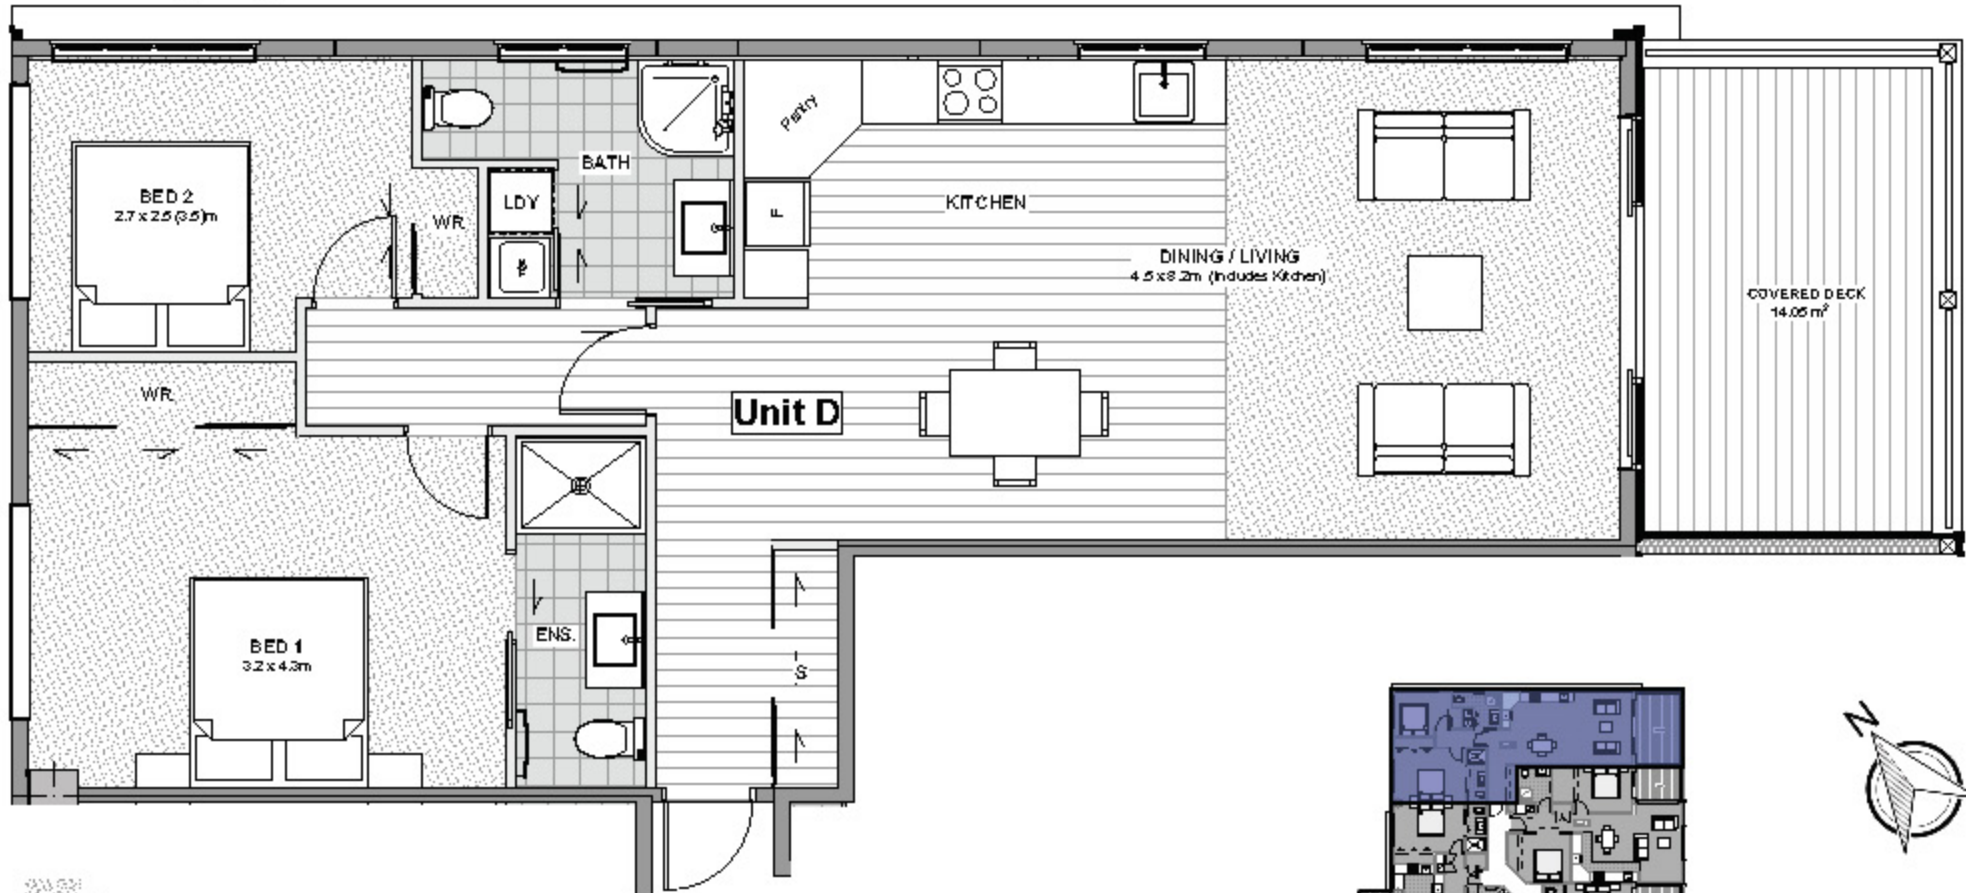 BED 2
2.7 x 2.5 (3.5)m
WR
LDY
BATH
Pantry
F
KITCHEN
DINING / LIVING
4.5 x 8.2m (Includes Kitchen)
COVERED DECK
14.05 m²
WR
Unit D
BED 1
3.2 x 4.3m
ENS.
S
N